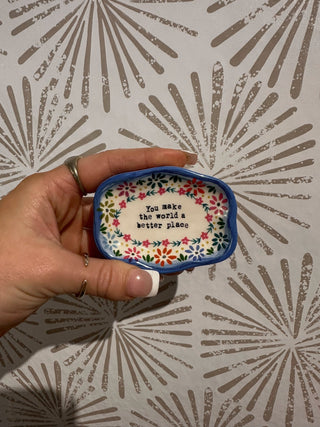 You make
the world a
better place